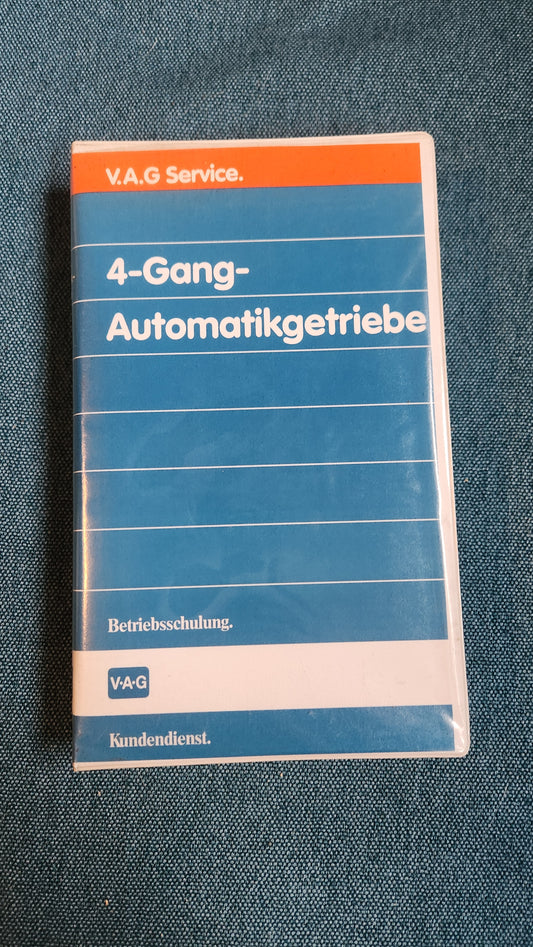 V.A.G Service.
4-Gang-
Automatikgetriebe
Betriebsschulung.
V·A·G
Kundendienst.